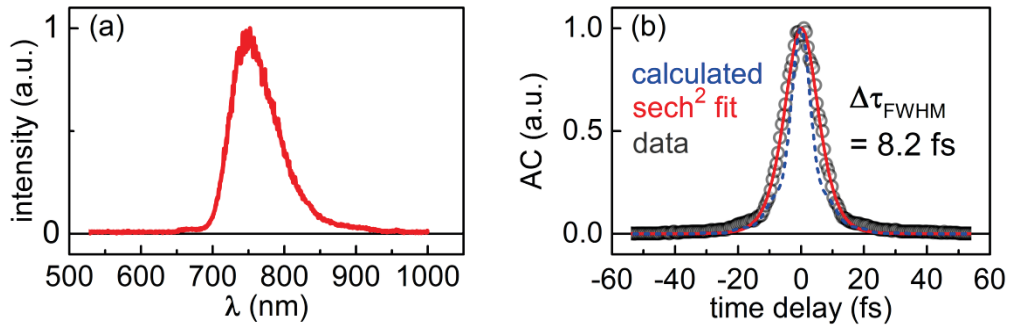 (a)
intensity (a.u.)
1
0
500 600 700 800 900 1000
λ (nm)
(b)
AC (a.u.)
1.0
0.5
0.0
calculated
sech² fit
data
Δτ_FWHM
= 8.2 fs
-60 -40 -20 0 20 40 60
time delay (fs)